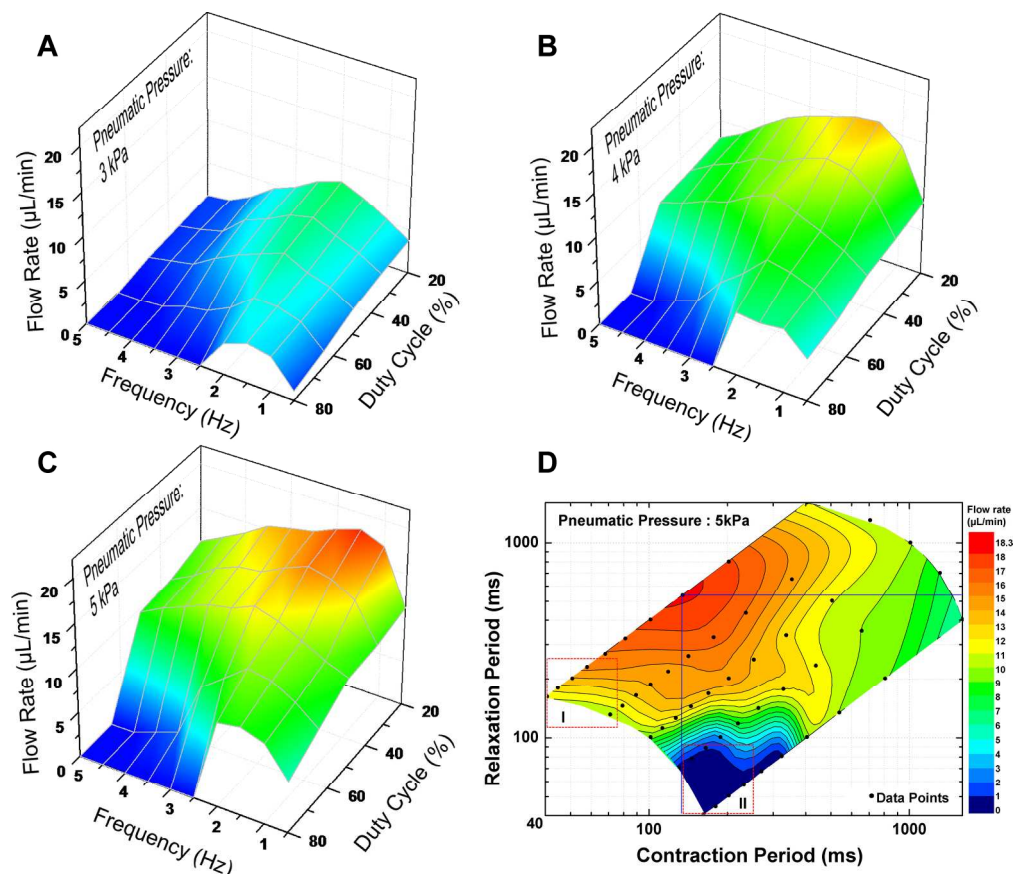 A
Pneumatic Pressure:
3 kPa
Flow Rate (µL/min)
20
15
10
5
0
5
4
3
2
1
Frequency (Hz)
20
40
60
80
Duty Cycle (%)
B
Pneumatic Pressure:
4 kPa
Flow Rate (µL/min)
20
15
10
5
0
5
4
3
2
1
Frequency (Hz)
20
40
60
80
Duty Cycle (%)
C
Pneumatic Pressure:
5 kPa
Flow Rate (µL/min)
20
15
10
5
0
5
4
3
2
1
Frequency (Hz)
20
40
60
80
Duty Cycle (%)
D
Pneumatic Pressure : 5kPa
Relaxation Period (ms)
1000
100
40
100
1000
Contraction Period (ms)
I
II
Data Points
Flow rate
(µL/min)
18.3
18
17
16
15
14
13
12
11
10
9
8
7
6
5
4
3
2
1
0